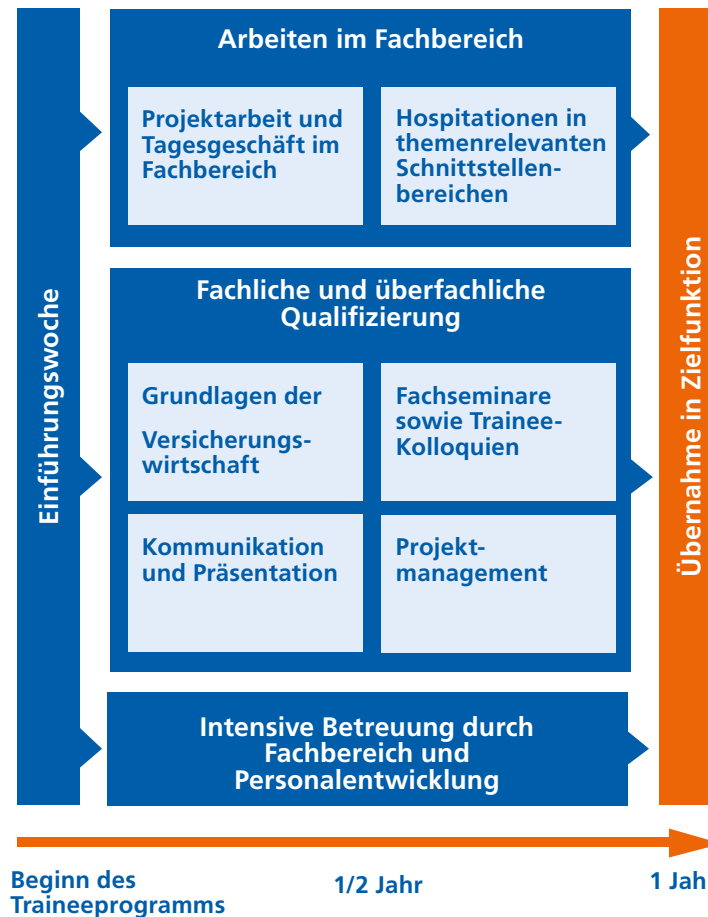 Einführungswoche
Arbeiten im Fachbereich
Projektarbeit und
Tagesgeschäft im
Fachbereich
Hospitationen in
themenrelevanten
Schnittstellen-
bereichen
Fachliche und überfachliche
Qualifizierung
Grundlagen der
Versicherungs-
wirtschaft
Fachseminare
sowie Trainee-
Kolloquien
Kommunikation
und Präsentation
Projekt-
management
Intensive Betreuung durch
Fachbereich und
Personalentwicklung
Übernahme in Zielfunktion
Beginn des
Traineeprogramms
1/2 Jahr
1 Jah